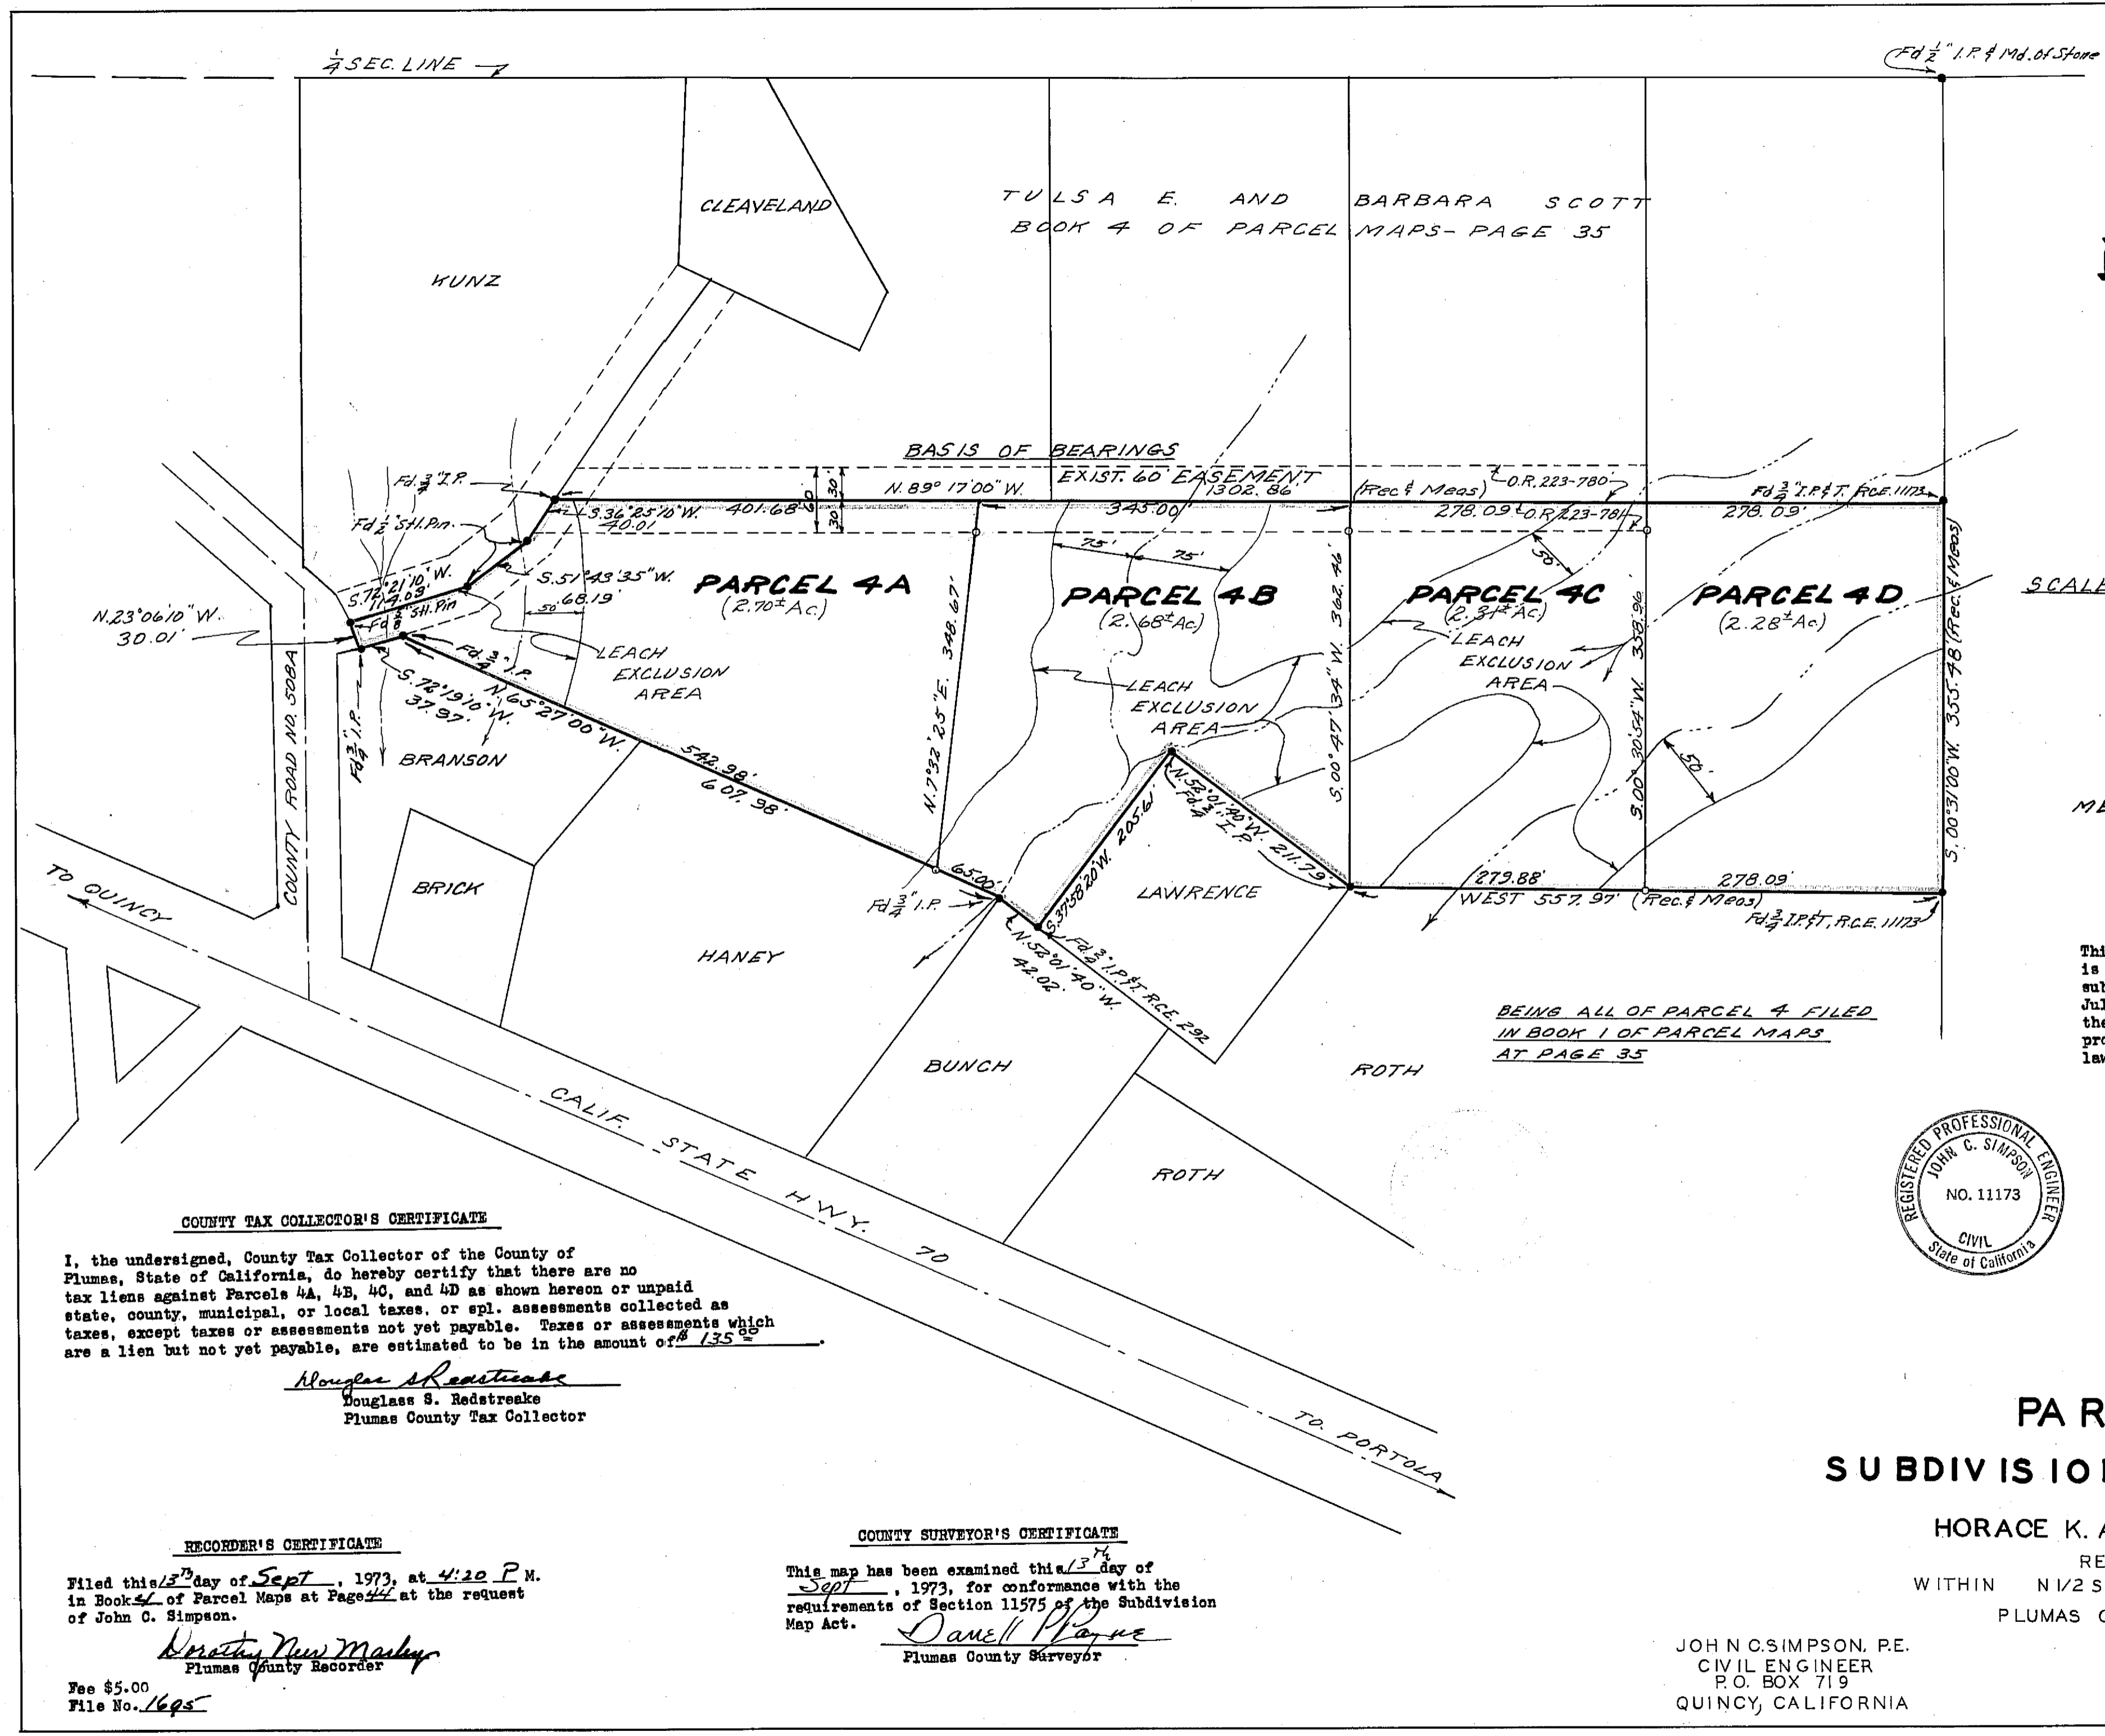 1/4 SEC. LINE
Fd 1/2" I.P. & Md. of Stone
CLEAVELAND
TULSA E. AND BARBARA SCOTT
BOOK 4 OF PARCEL MAPS- PAGE 35
KUNZ
BASIS OF BEARINGS
EXIST. 60' EASEMENT
N. 89° 17' 00" W.
1302.86'
(Rec & Meas)
O.R. 223-780
Fd 3/4" I.P. & T. R.C.E. 11173
Fd. 3/4" I.P.
401.68'
60'
30'
30'
345.00'
278.09'
O.R. 223-781
278.09'
S. 36° 25' 10" W.
40.01
Fd 1/2" Stl. Pin.
S. 51° 43' 35" W.
68.19'
50'
S. 72° 21' 10" W.
114.09'
Fd 5/8" Stl. Pin
N. 23° 06' 10" W.
30.01'
PARCEL 4A
(2.70± Ac.)
75'
75'
PARCEL 4B
(2.68± Ac)
50'
PARCEL 4C
(2.31± Ac)
PARCEL 4D
(2.28± Ac)
SCALE
LEACH
EXCLUSION
AREA
LEACH
EXCLUSION
AREA
LEACH
EXCLUSION
AREA
N. 7° 32' 25" E. 348.67'
S. 00° 47' 34" W. 362.46'
S. 00° 30' 54" W. 358.96'
S. 00° 31' 00" W. 355.48 (Rec. & Meas)
Fd. 3/4" I.P.
N. 65° 27' 00" W.
S. 72° 19' 10" W.
37.97'
Fd 3/4" I.P.
542.98'
607.98'
COUNTY ROAD NO. 508A
BRANSON
BRICK
HANEY
65.00'
Fd 3/4" I.P.
S. 37° 58' 20" W. 205.61'
N. 52° 01' 40" W. 211.79'
Fd. 3/4" I.P.
LAWRENCE
50'
279.88'
278.09'
WEST 557.97' (Rec. & Meas)
Fd 3/4 I.P. & T, R.C.E. 11173
N. 52° 01' 40" W.
42.02'
Fd 3/4" I.P. & T. R.C.E. 292
TO QUINCY
BUNCH
ROTH
ROTH
BEING ALL OF PARCEL 4 FILED
IN BOOK 1 OF PARCEL MAPS
AT PAGE 35
Thi
is
sub
Jul
the
pro
law
CALIF. STATE HWY. 70
TO PORTOLA
REGISTERED PROFESSIONAL ENGINEER
JOHN C. SIMPSON
NO. 11173
CIVIL
State of California
COUNTY TAX COLLECTOR'S CERTIFICATE
I, the undersigned, County Tax Collector of the County of
Plumas, State of California, do hereby certify that there are no
tax liens against Parcels 4A, 4B, 4C, and 4D as shown hereon or unpaid
state, county, municipal, or local taxes, or spl. assessments collected as
taxes, except taxes or assessments not yet payable. Taxes or assessments which
are a lien but not yet payable, are estimated to be in the amount of $ 135 00.
Douglas S Redstreake
Douglass S. Redstreake
Plumas County Tax Collector
RECORDER'S CERTIFICATE
Filed this 13th day of Sept, 1973, at 4:20 P M.
in Book 4 of Parcel Maps at Page 44 at the request
of John C. Simpson.
Plumas County Recorder
Fee $5.00
File No. 1695
COUNTY SURVEYOR'S CERTIFICATE
This map has been examined this 13th day of
Sept, 1973, for conformance with the
requirements of Section 11575 of the Subdivision
Map Act.
Plumas County Surveyor
PAR
SUBDIVISIO
HORACE K. A
RE
WITHIN N 1/2 S
PLUMAS C
JOHN C. SIMPSON, P.E.
CIVIL ENGINEER
P.O. BOX 719
QUINCY, CALIFORNIA